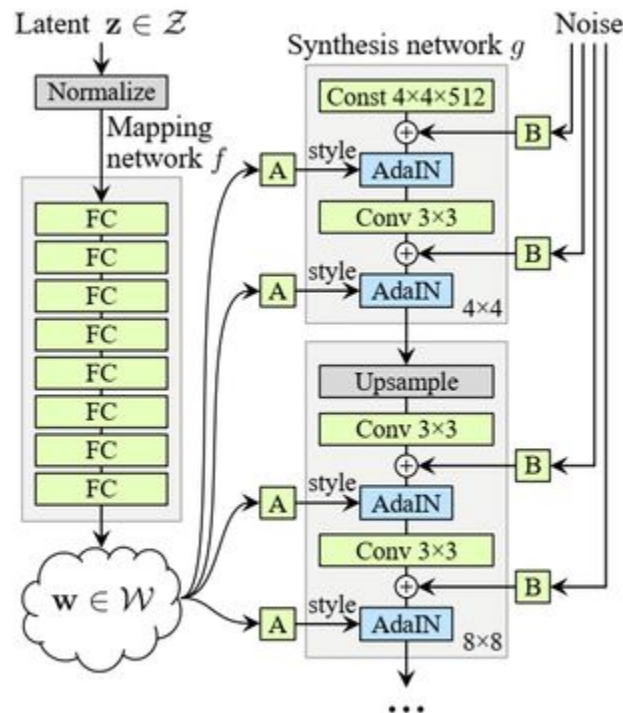 Latent z ∈ Z
Normalize
Mapping
network f
FC
FC
FC
FC
FC
FC
FC
FC
w ∈ W
Synthesis network g
Noise
Const 4×4×512
B
A
style
AdaIN
Conv 3×3
B
A
style
AdaIN
4×4
Upsample
Conv 3×3
B
A
style
AdaIN
Conv 3×3
B
A
style
AdaIN
8×8
...